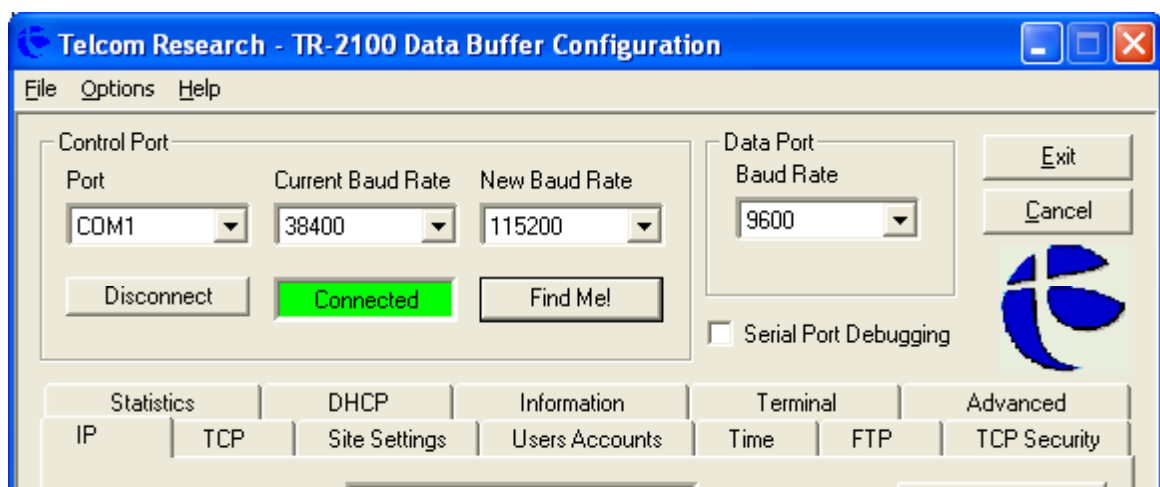 Telcom Research - TR-2100 Data Buffer Configuration
File Options Help
Control Port
Data Port
Exit
Port Current Baud Rate New Baud Rate
Baud Rate
COM1 38400 115200
9600
Cancel
Disconnect Connected Find Me!
Serial Port Debugging
Statistics DHCP Information Terminal Advanced
IP TCP Site Settings Users Accounts Time FTP TCP Security